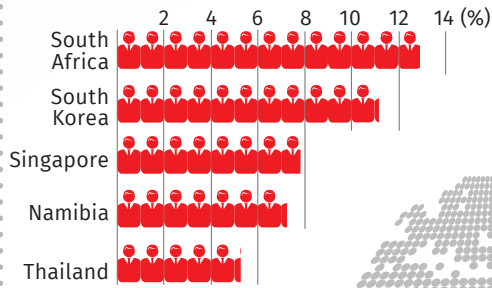 2 4 6 8 10 12 14 (%)
South
Africa
South
Korea
Singapore
Namibia
Thailand